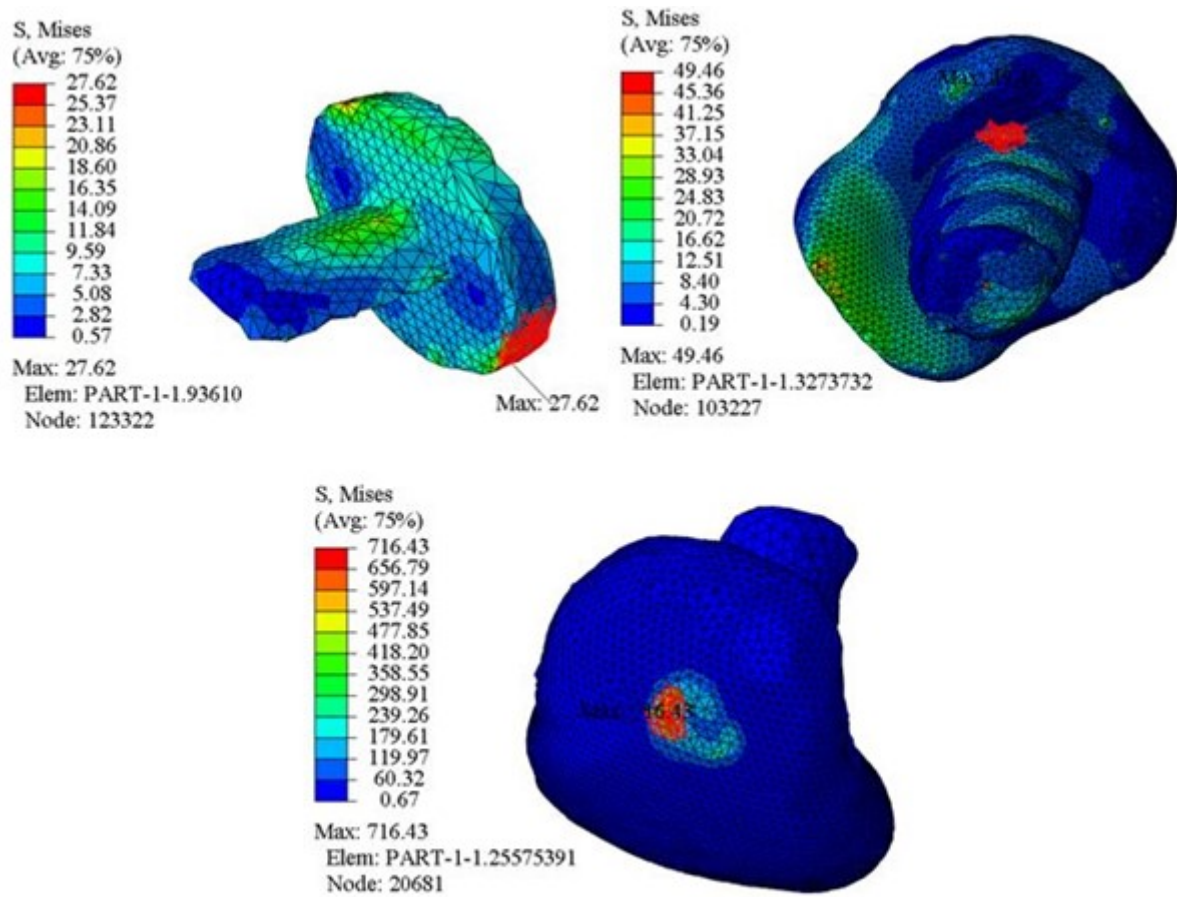 S, Mises
(Avg: 75%)
27.62
25.37
23.11
20.86
18.60
16.35
14.09
11.84
9.59
7.33
5.08
2.82
0.57
Max: 27.62
Elem: PART-1-1.93610
Node: 123322
Max: 27.62
S, Mises
(Avg: 75%)
49.46
45.36
41.25
37.15
33.04
28.93
24.83
20.72
16.62
12.51
8.40
4.30
0.19
Max: 49.46
Elem: PART-1-1.3273732
Node: 103227
Max:
S, Mises
(Avg: 75%)
716.43
656.79
597.14
537.49
477.85
418.20
358.55
298.91
239.26
179.61
119.97
60.32
0.67
Max: 716.43
Elem: PART-1-1.25575391
Node: 20681
Max: 716.43